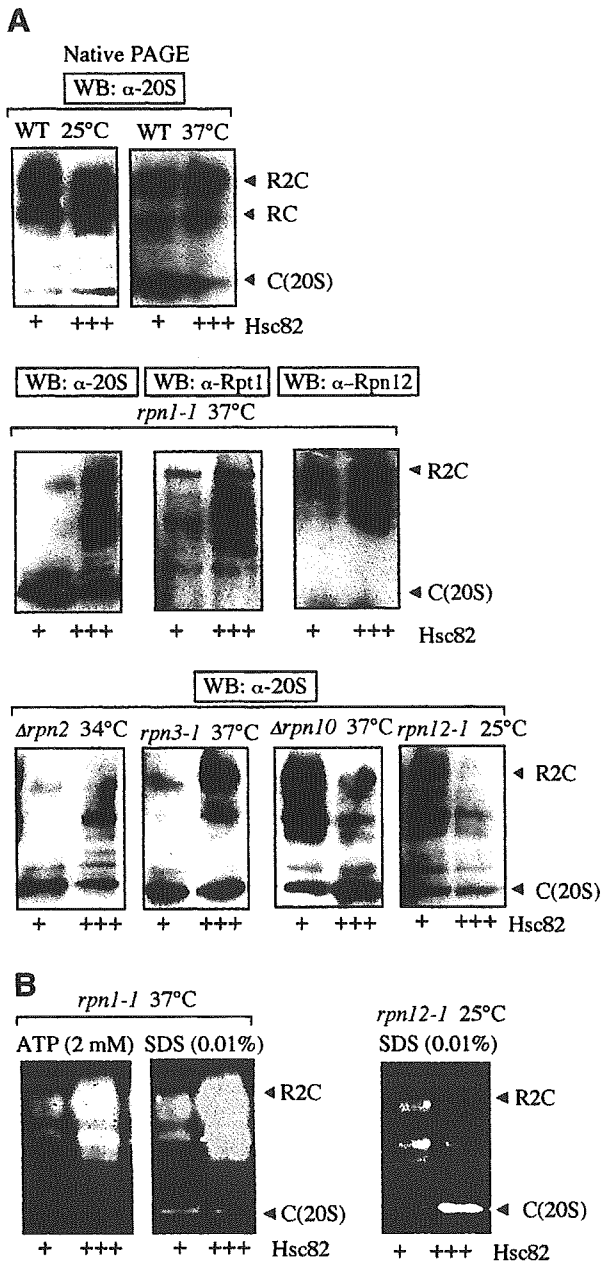 A
Native PAGE
WB: α-20S
WT 25°C WT 37°C
R2C
RC
C(20S)
+ +++ + +++ Hsc82
WB: α-20S WB: α-Rpt1 WB: α–Rpn12
rpn1-1 37°C
R2C
C(20S)
+ +++ + +++ + +++ Hsc82
WB: α-20S
Δrpn2 34°C rpn3-1 37°C Δrpn10 37°C rpn12-1 25°C
R2C
C(20S)
+ +++ + +++ + +++ + +++ Hsc82
B
rpn1-1 37°C rpn12-1 25°C
ATP (2 mM) SDS (0.01%) SDS (0.01%)
R2C R2C
C(20S) C(20S)
+ +++ + +++ Hsc82 + +++ Hsc82